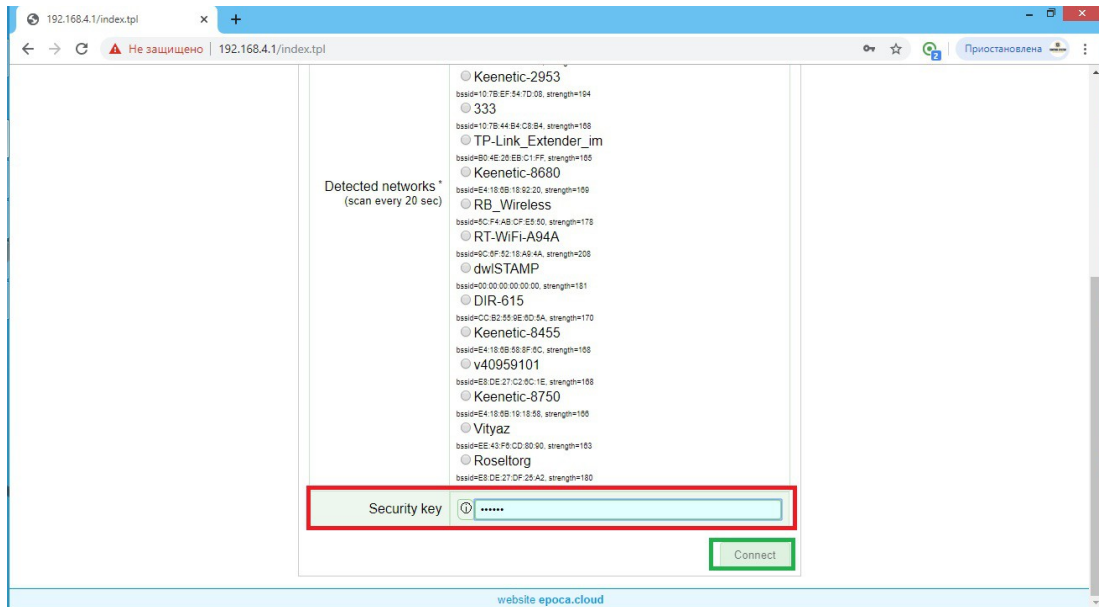 192.168.4.1/index.tpl
Не защищено | 192.168.4.1/index.tpl
2
Приостановлена
Keenetic-2953
bssid=10:7B:EF:54:7D:08, strength=194
333
bssid=10:7B:44:B4:C8:B4, strength=168
TP-Link_Extender_im
bssid=B0:4E:26:EB:C1:FF, strength=165
Keenetic-8680
bssid=E4:18:6B:18:92:20, strength=169
Detected networks *
(scan every 20 sec)
RB_Wireless
bssid=5C:F4:AB:CF:E5:50, strength=178
RT-WiFi-A94A
bssid=9C:6F:52:18:A9:4A, strength=208
dwlSTAMP
bssid=00:00:00:00:00:00, strength=181
DIR-615
bssid=CC:B2:55:9E:6D:5A, strength=170
Keenetic-8455
bssid=E4:18:6B:58:8F:6C, strength=168
v40959101
bssid=E8:DE:27:C2:6C:1E, strength=168
Keenetic-8750
bssid=E4:18:6B:19:18:58, strength=166
Vityaz
bssid=EE:43:F6:CD:80:90, strength=163
Roseltorg
bssid=E8:DE:27:DF:25:A2, strength=180
Security key
••••••
Connect
website epoca.cloud